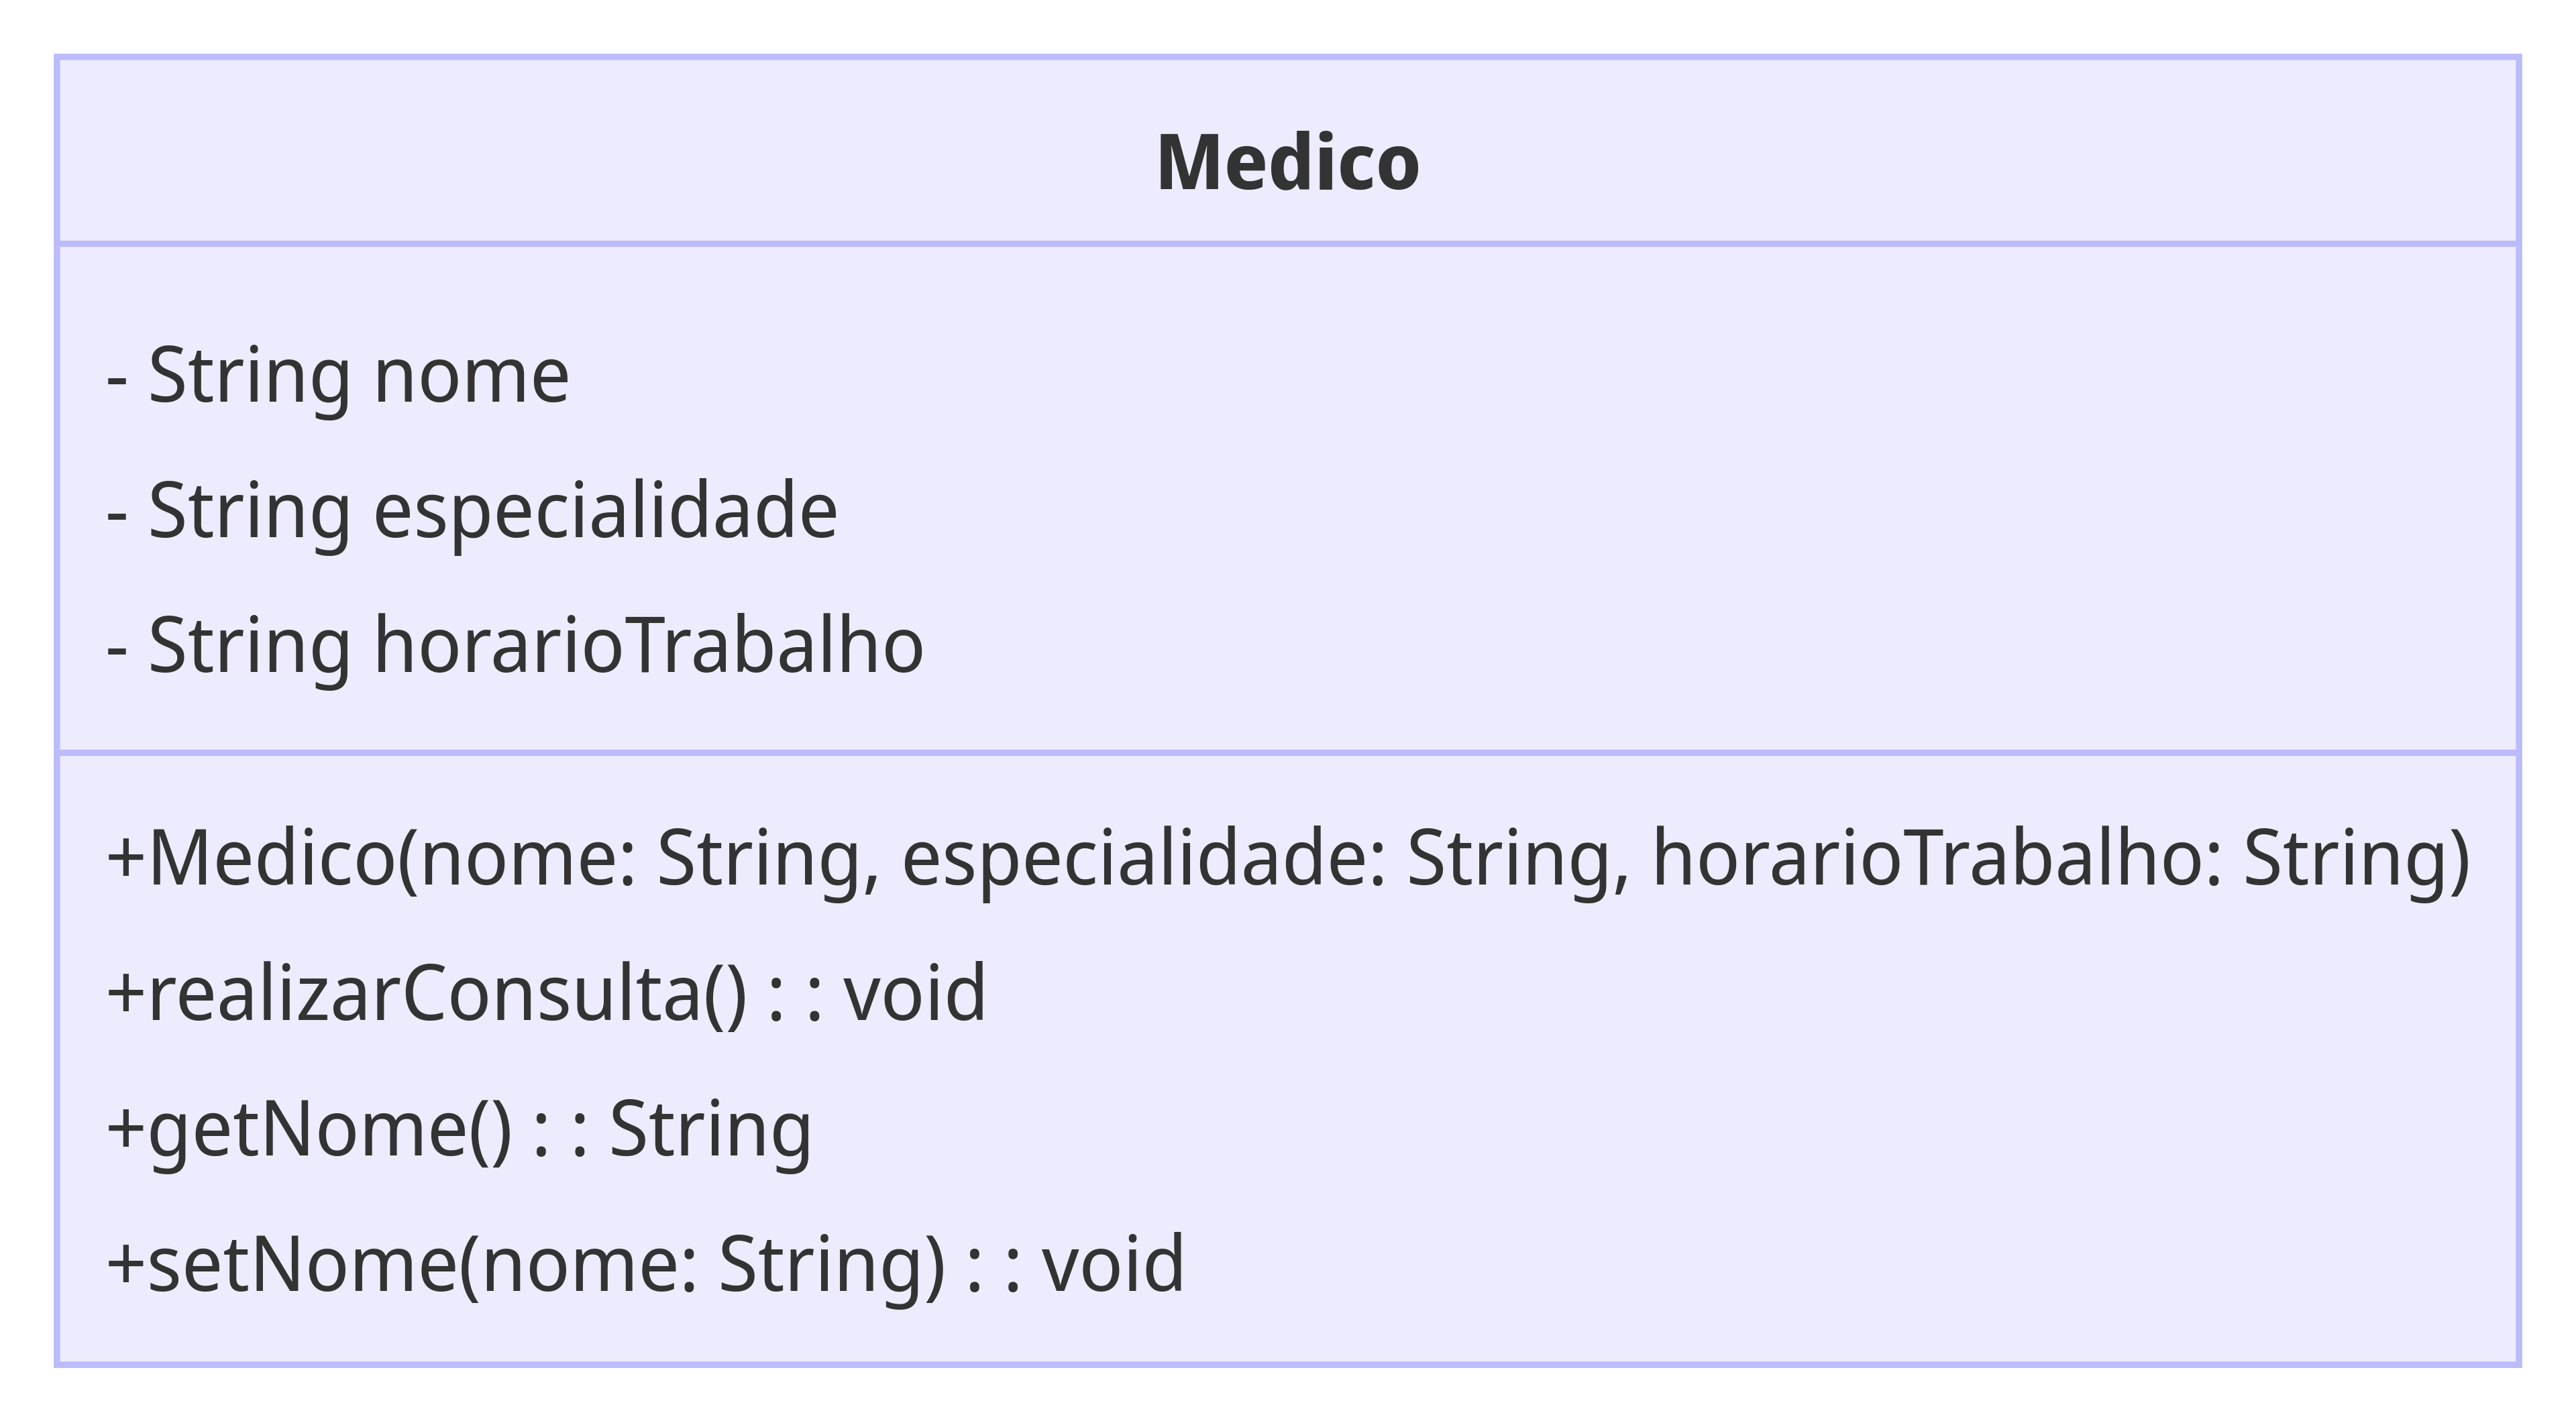 Medico
- String nome
- String especialidade
- String horarioTrabalho
+Medico(nome: String, especialidade: String, horarioTrabalho: String)
+realizarConsulta() : : void
+getNome() : : String
+setNome(nome: String) : : void